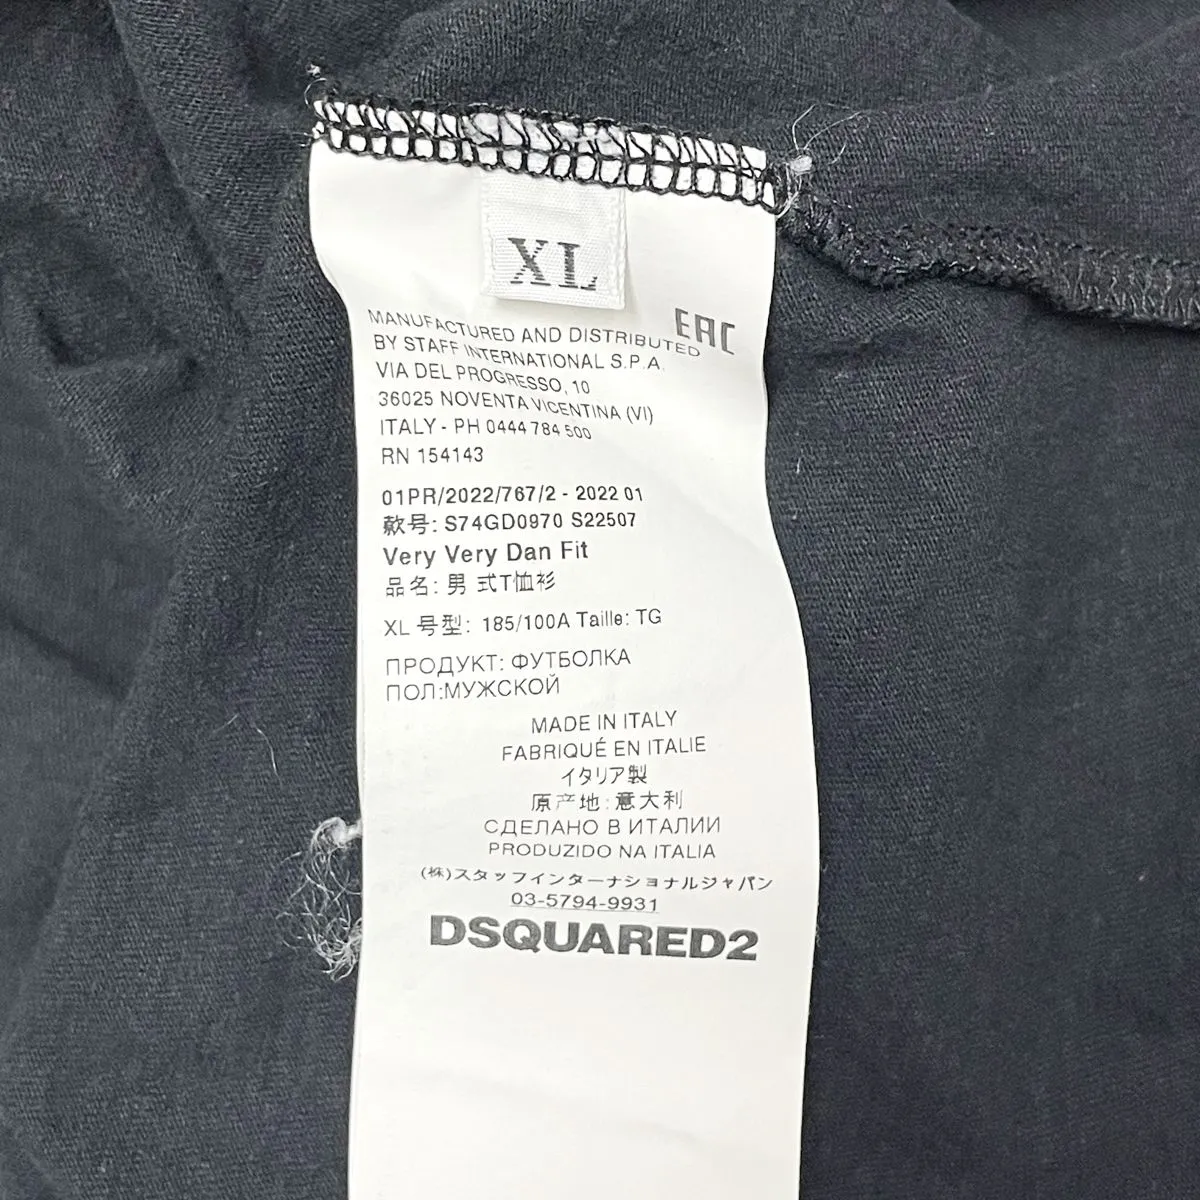 XL
EAC
MANUFACTURED AND DISTRIBUTED
BY STAFF INTERNATIONAL S.P.A.
VIA DEL PROGRESSO, 10
36025 NOVENTA VICENTINA (VI)
ITALY - PH 0444 784 500
RN 154143
01PR/2022/767/2 - 2022 01
款号: S74GD0970 S22507
Very Very Dan Fit
品名: 男 式T恤衫
XL 号型: 185/100A Taille: TG
ПРОДУКТ: ФУТБОЛКА
ПОЛ:МУЖСКОЙ
MADE IN ITALY
FABRIQUÉ EN ITALIE
イタリア製
原产地:意大利
СДЕЛАНО В ИТАЛИИ
PRODUZIDO NA ITALIA
(株)スタッフインターナショナルジャパン
03-5794-9931
DSQUARED2